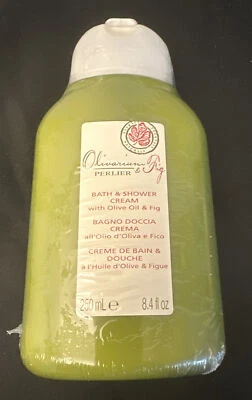 Olivarium & Fig
PERLIER
BATH & SHOWER
CREAM
with Olive Oil & Fig
BAGNO DOCCIA
CREMA
all'Olio d'Oliva e Fico
CREME DE BAIN &
DOUCHE
a l'Huile d'Olive & Figue
250 mL e 8.4 fl oz